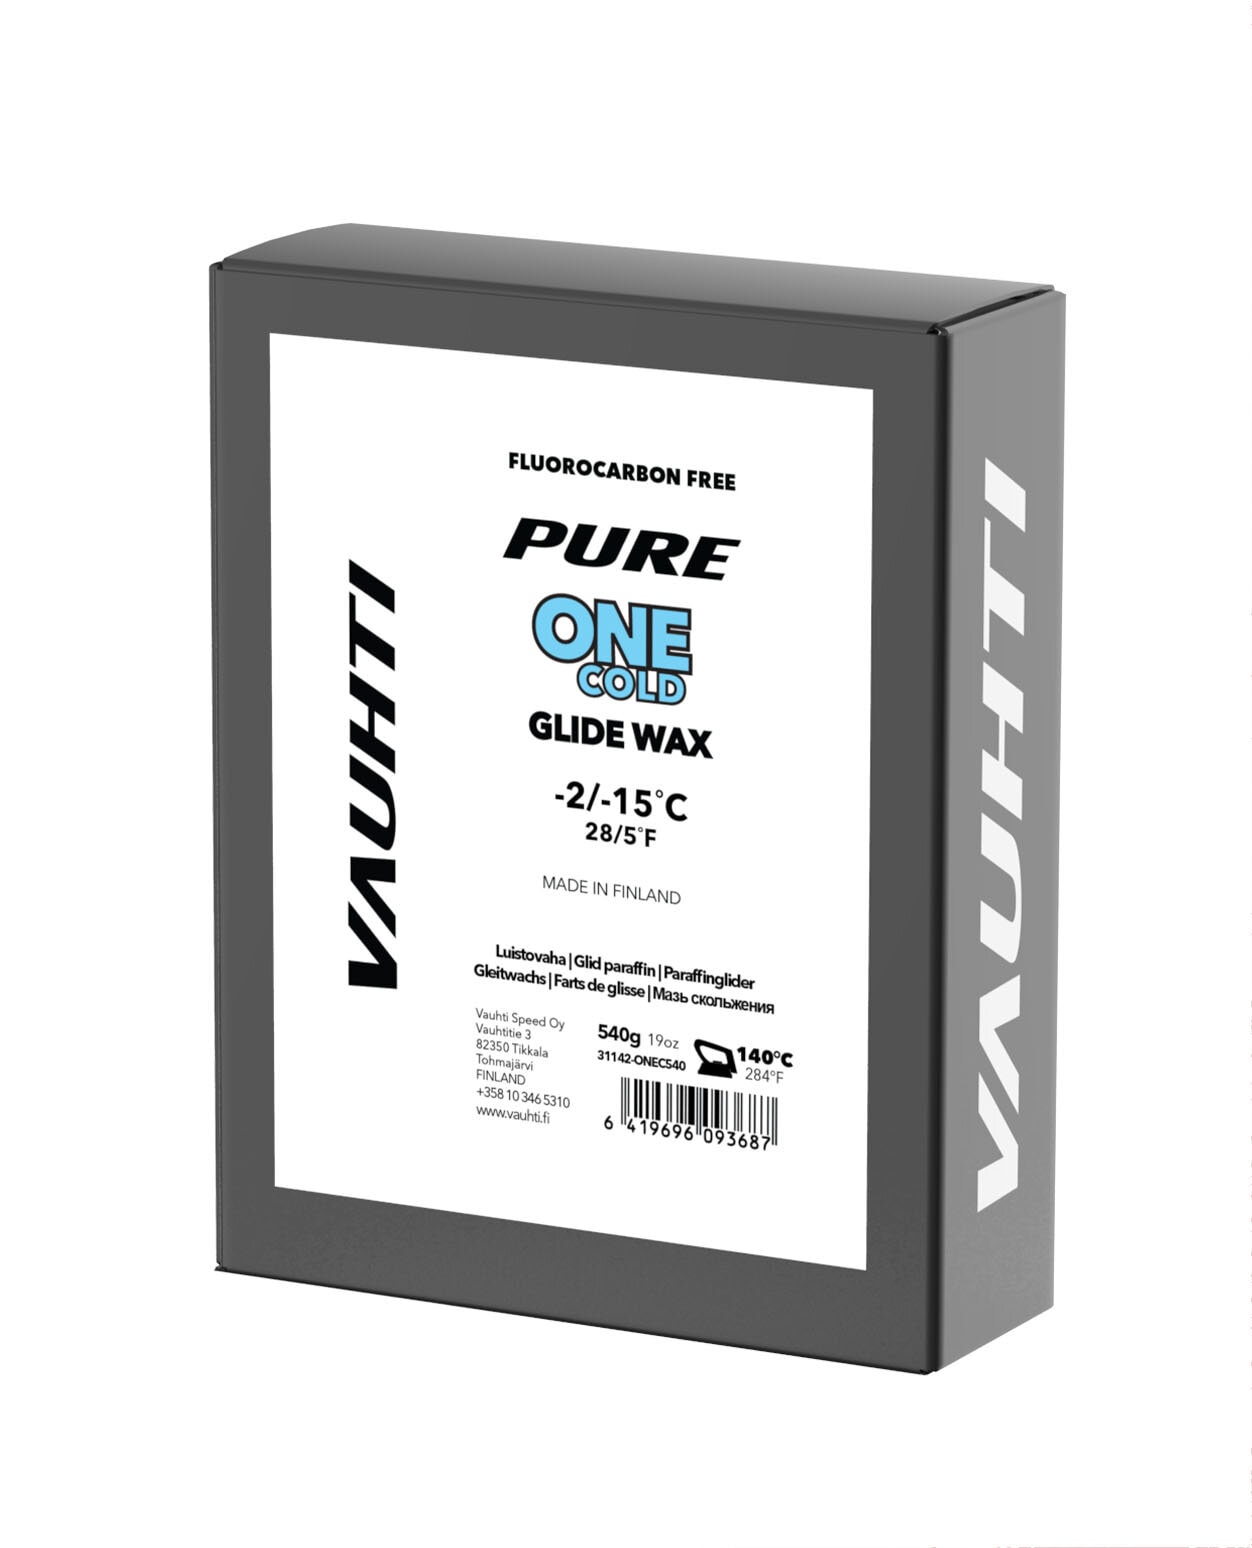 FLUOROCARBON FREE
PURE
ONE
COLD
GLIDE WAX
-2/-15°C
28/5°F
MADE IN FINLAND
VAUHTI
Luistovaha | Glid paraffin | Paraffinglider
Gleitwachs | Farts de glisse | Мазь скольжения
Vauhti Speed Oy
Vauhtitie 3
82350 Tikkala
Tohmajärvi
FINLAND
+358 10 346 5310
www.vauhti.fi
540g 19oz
31142-ONEC540
140°C
284°F
6 419696 093687
VAUHTI